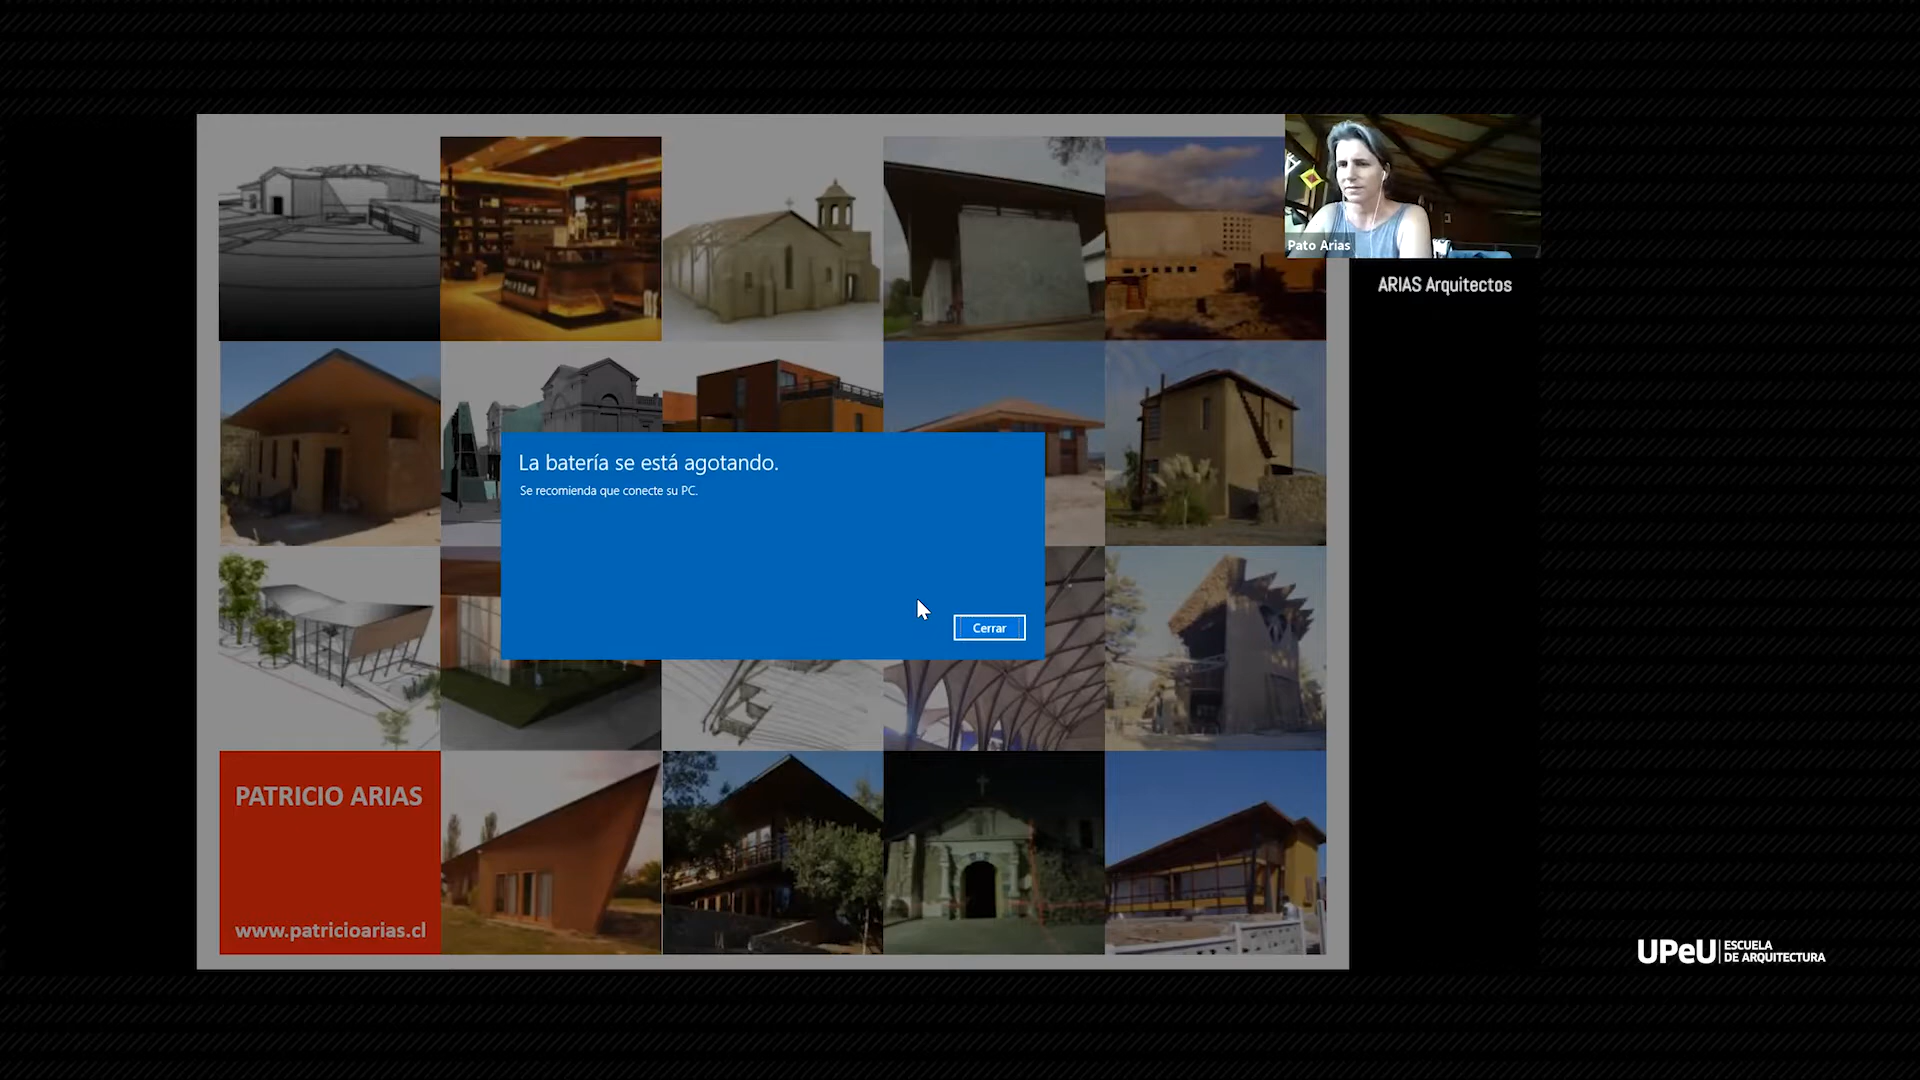 Pato Arias
ARIAS Arquitectos
La batería se está agotando.
Se recomienda que conecte su PC.
Cerrar
PATRICIO ARIAS
www.patricioarias.cl
UPeU
ESCUELA
DE ARQUITECTURA